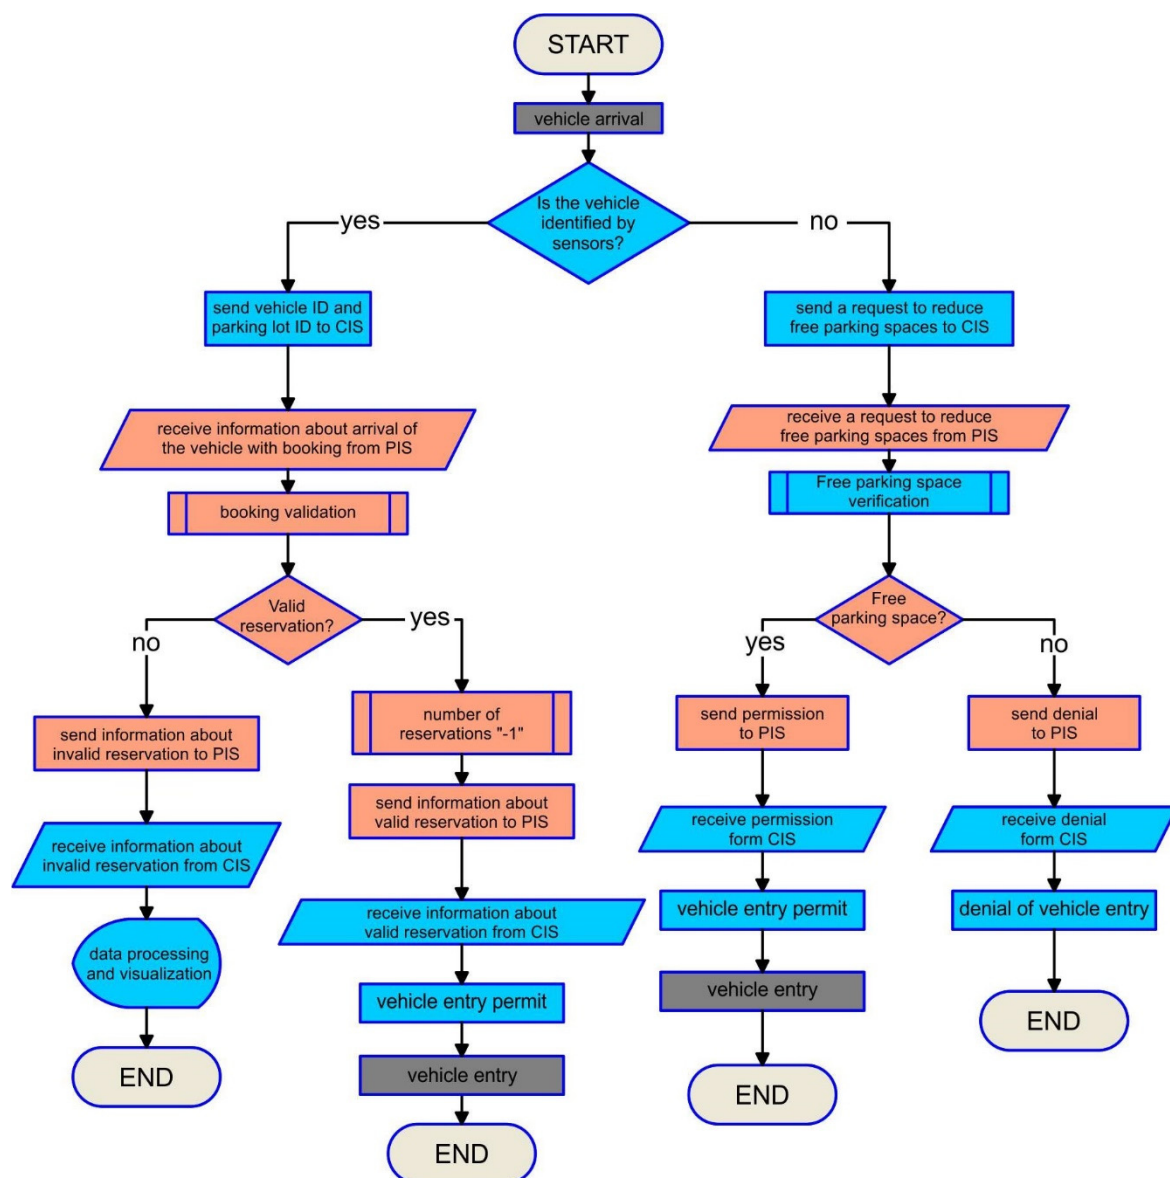 START
vehicle arrival
Is the vehicle
identified by
sensors?
yes
no
send vehicle ID and
parking lot ID to CIS
send a request to reduce
free parking spaces to CIS
receive information about arrival of
the vehicle with booking from PIS
receive a request to reduce
free parking spaces from PIS
booking validation
Free parking space
verification
Valid
reservation?
no
yes
Free
parking space?
yes
no
send information about
invalid reservation to PIS
number of
reservations "-1"
send permission
to PIS
send denial
to PIS
send information about
valid reservation to PIS
receive information about
invalid reservation from CIS
receive permission
form CIS
receive denial
form CIS
receive information about
valid reservation from CIS
vehicle entry permit
denial of vehicle entry
data processing
and visualization
vehicle entry permit
vehicle entry
END
END
vehicle entry
END
END